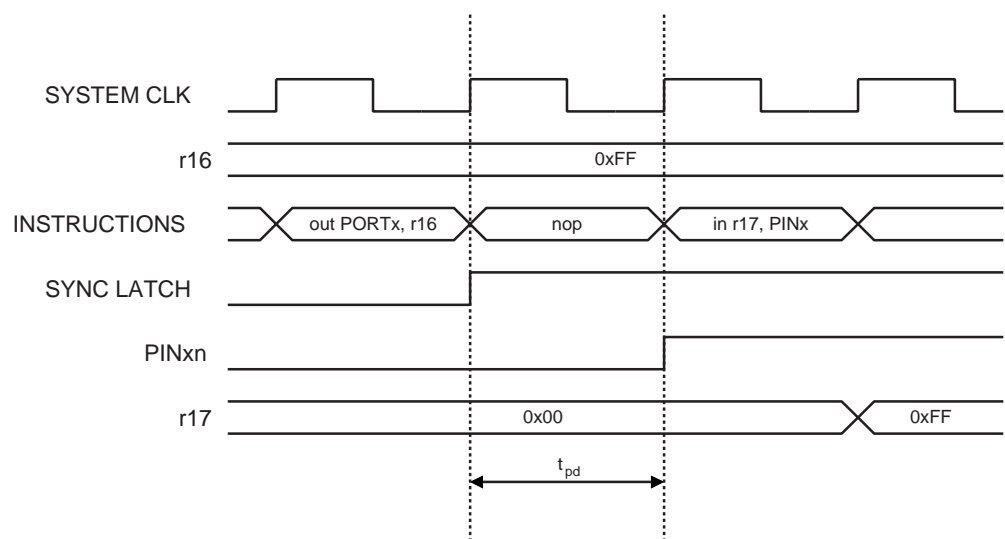 SYSTEM CLK
r16
0xFF
INSTRUCTIONS
out PORTx, r16
nop
in r17, PINx
SYNC LATCH
PINxn
r17
0x00
0xFF
tpd